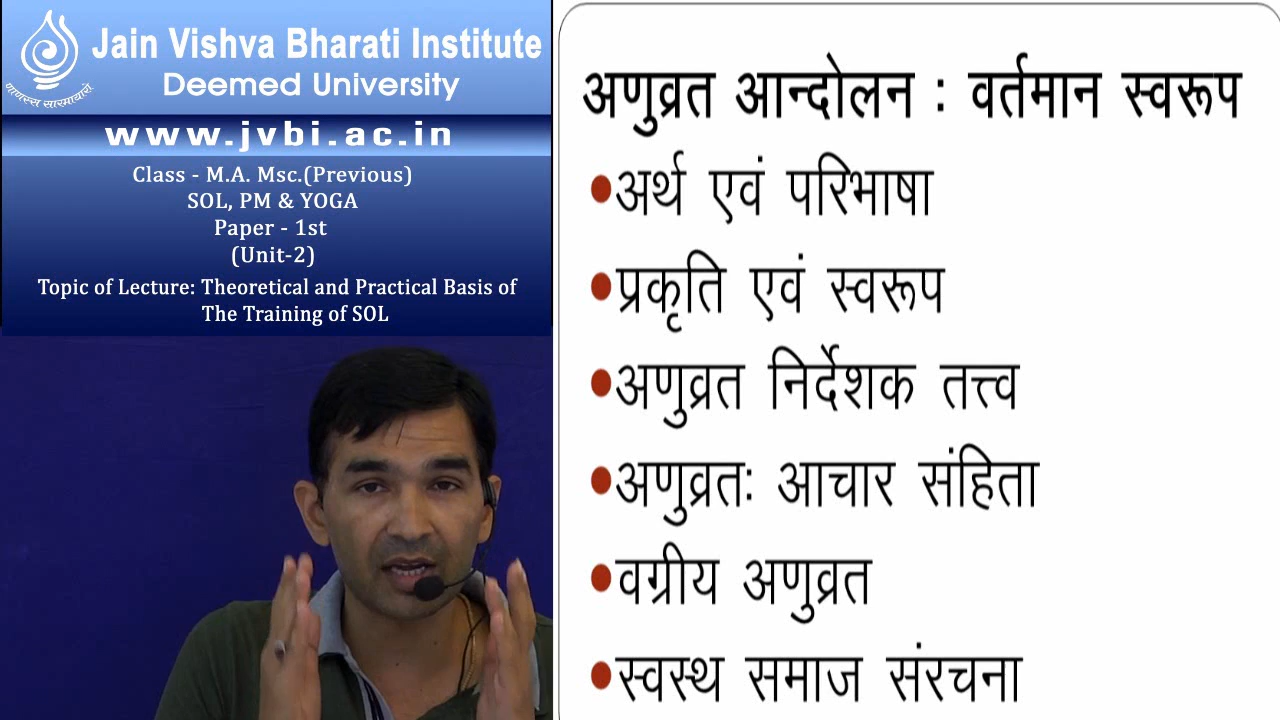 Jain Vishva Bharati Institute
Deemed University
णाणस्स सारमायारो
www.jvbi.ac.in
Class - M.A. Msc.(Previous)
SOL, PM & YOGA
Paper - 1st
(Unit-2)
Topic of Lecture: Theoretical and Practical Basis of
The Training of SOL
अणुव्रत आन्दोलन : वर्तमान स्वरूप
•अर्थ एवं परिभाषा
•प्रकृति एवं स्वरूप
•अणुव्रत निर्देशक तत्त्व
•अणुव्रतः आचार संहिता
•वग्रीय अणुव्रत
•स्वस्थ समाज संरचना